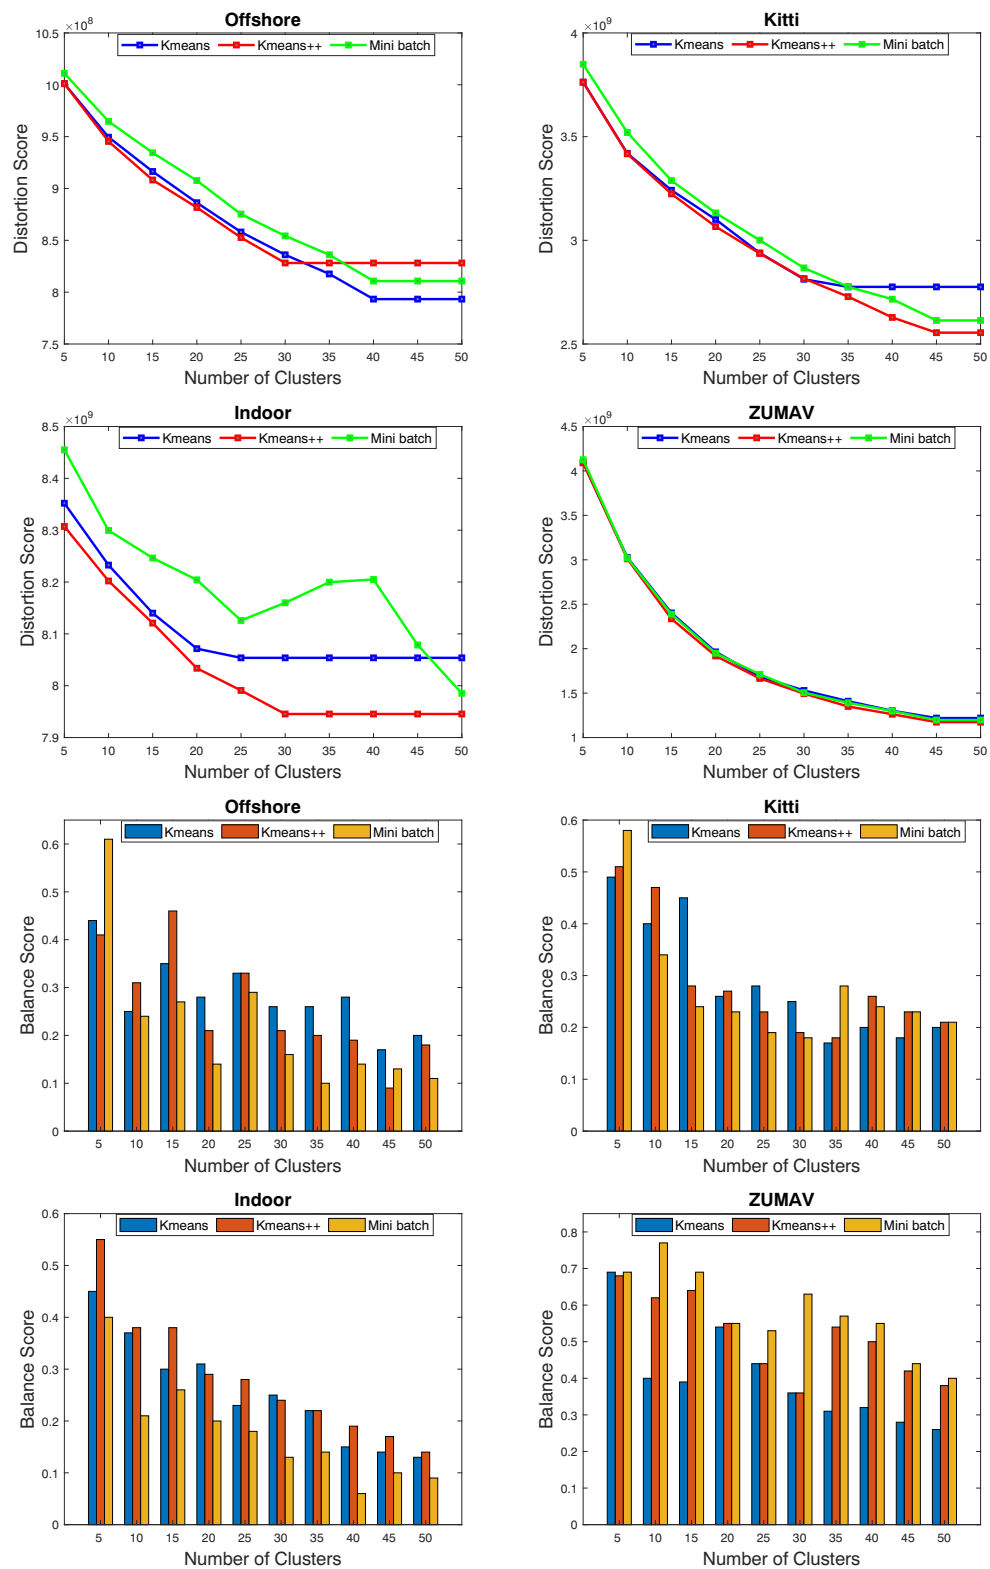 Offshore
×10⁸
Kmeans Kmeans++ Mini batch
10.5
10
9.5
9
8.5
8
7.5
Distortion Score
5 10 15 20 25 30 35 40 45 50
Number of Clusters
Kitti
×10⁹
Kmeans Kmeans++ Mini batch
4
3.5
3
2.5
Distortion Score
5 10 15 20 25 30 35 40 45 50
Number of Clusters
Indoor
×10⁹
Kmeans Kmeans++ Mini batch
8.5
8.4
8.3
8.2
8.1
8
7.9
Distortion Score
5 10 15 20 25 30 35 40 45 50
Number of Clusters
ZUMAV
×10⁹
Kmeans Kmeans++ Mini batch
4.5
4
3.5
3
2.5
2
1.5
1
Distortion Score
5 10 15 20 25 30 35 40 45 50
Number of Clusters
Offshore
Kmeans Kmeans++ Mini batch
0.6
0.5
0.4
0.3
0.2
0.1
0
Balance Score
5 10 15 20 25 30 35 40 45 50
Number of Clusters
Kitti
Kmeans Kmeans++ Mini batch
0.6
0.5
0.4
0.3
0.2
0.1
0
Balance Score
5 10 15 20 25 30 35 40 45 50
Number of Clusters
Indoor
Kmeans Kmeans++ Mini batch
0.6
0.5
0.4
0.3
0.2
0.1
0
Balance Score
5 10 15 20 25 30 35 40 45 50
Number of Clusters
ZUMAV
Kmeans Kmeans++ Mini batch
0.8
0.7
0.6
0.5
0.4
0.3
0.2
0.1
0
Balance Score
5 10 15 20 25 30 35 40 45 50
Number of Clusters